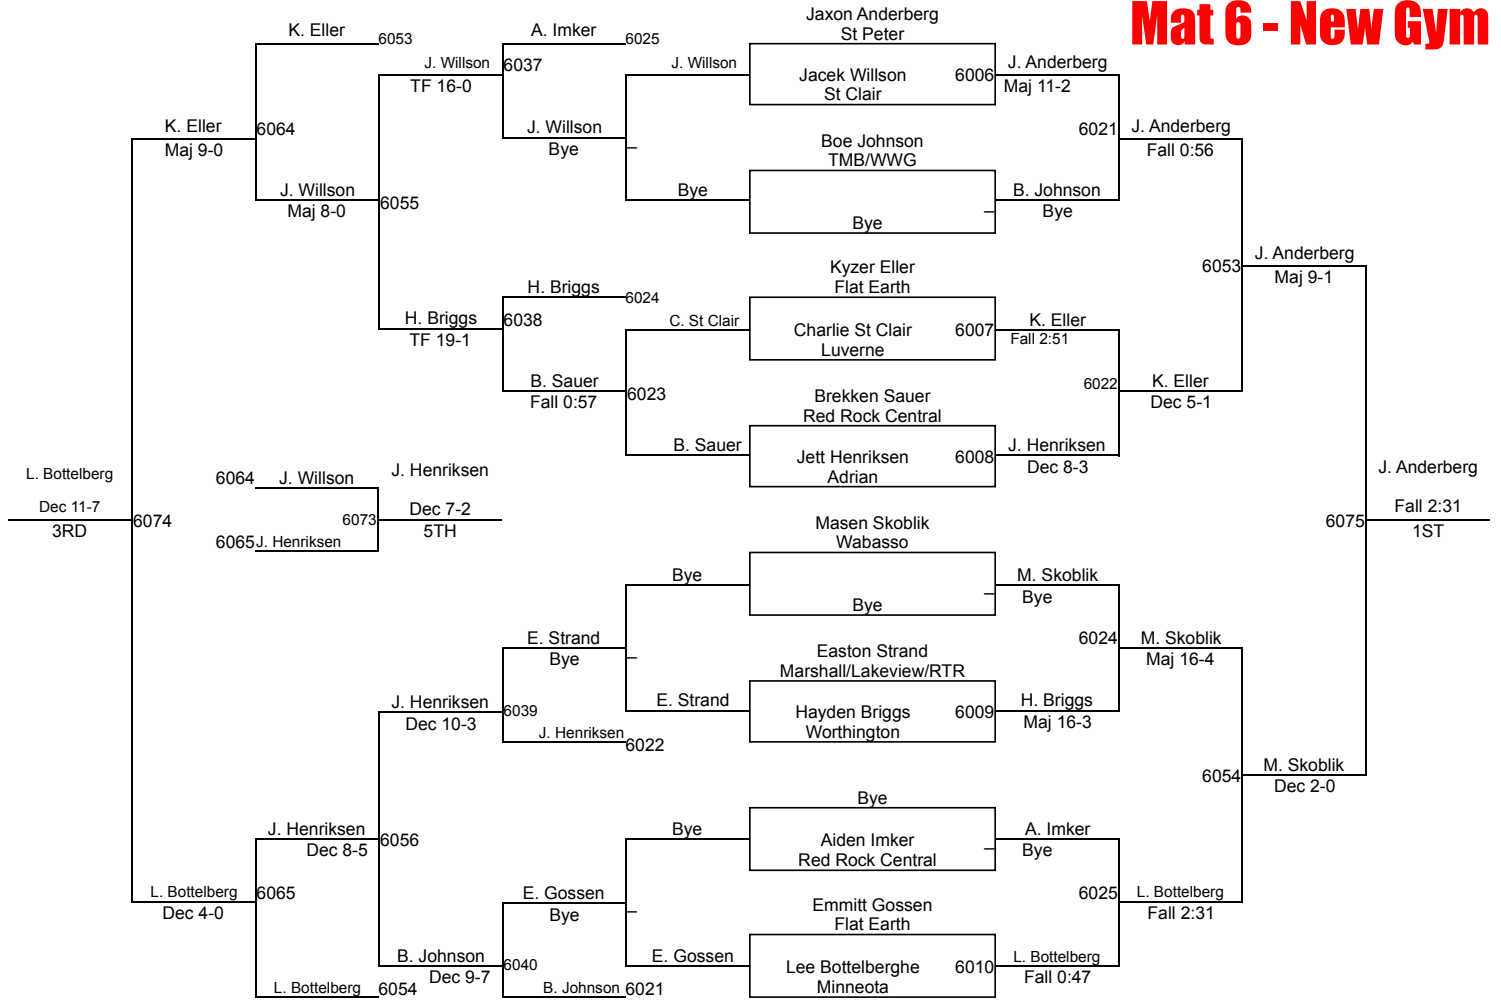 Mat 6 - New Gym
Jaxon Anderberg
St Peter
K. Eller
6053
A. Imker
6025
J. Willson
6037
TF 16-0
J. Willson
Jacek Willson
St Clair
6006
J. Anderberg
Maj 11-2
K. Eller
Maj 9-0
6064
J. Willson
Bye
–
Boe Johnson
TMB/WWG
6021
J. Anderberg
Fall 0:56
J. Willson
Maj 8-0
6055
Bye
Bye
–
B. Johnson
Bye
Kyzer Eller
Flat Earth
6053
J. Anderberg
Maj 9-1
H. Briggs
6024
H. Briggs
TF 19-1
6038
C. St Clair
Charlie St Clair
Luverne
6007
K. Eller
Fall 2:51
B. Sauer
Fall 0:57
6023
Brekken Sauer
Red Rock Central
6022
K. Eller
Dec 5-1
B. Sauer
Jett Henriksen
Adrian
6008
J. Henriksen
Dec 8-3
L. Bottelberg
Dec 11-7
3RD
6074
6064
J. Willson
6065
J. Henriksen
6073
J. Henriksen
Dec 7-2
5TH
Masen Skoblik
Wabasso
6075
J. Anderberg
Fall 2:31
1ST
Bye
Bye
–
M. Skoblik
Bye
E. Strand
Bye
–
Easton Strand
Marshall/Lakeview/RTR
6024
M. Skoblik
Maj 16-4
J. Henriksen
Dec 10-3
6039
J. Henriksen
6022
E. Strand
Hayden Briggs
Worthington
6009
H. Briggs
Maj 16-3
6054
M. Skoblik
Dec 2-0
Bye
J. Henriksen
Dec 8-5
6056
Bye
Aiden Imker
Red Rock Central
–
A. Imker
Bye
L. Bottelberg
Dec 4-0
6065
E. Gossen
Bye
–
Emmitt Gossen
Flat Earth
6025
L. Bottelberg
Fall 2:31
B. Johnson
Dec 9-7
6040
E. Gossen
Lee Bottelberghe
Minneota
6010
L. Bottelberg
Fall 0:47
L. Bottelberg
6054
B. Johnson
6021